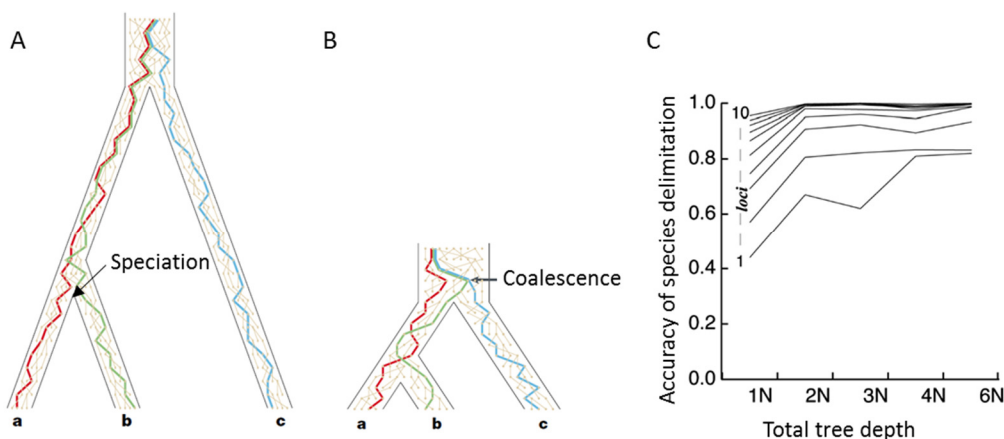 A
B
C
Speciation
Coalescence
a
b
c
a
b
c
Accuracy of species delimitation
1.0
0.8
0.6
0.4
0.2
0.0
10
loci
1
1N
2N
3N
4N
6N
Total tree depth